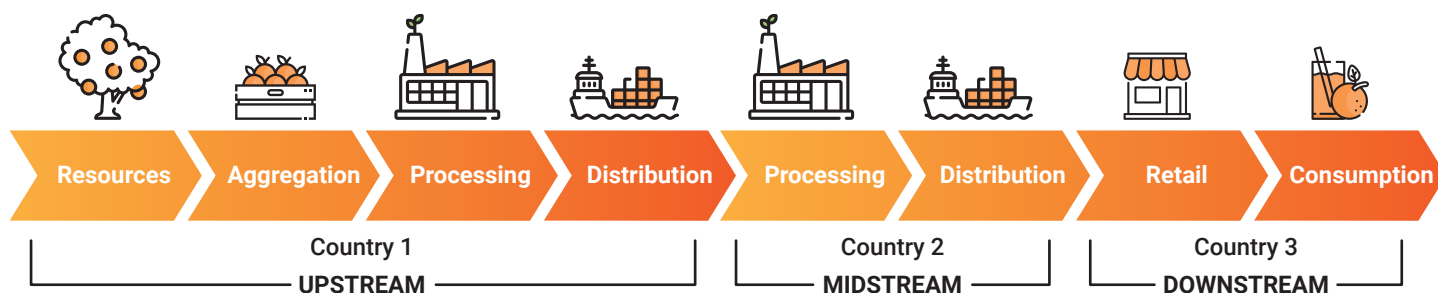 Resources
Aggregation
Processing
Distribution
Processing
Distribution
Retail
Consumption
Country 1
Country 2
Country 3
UPSTREAM
MIDSTREAM
DOWNSTREAM